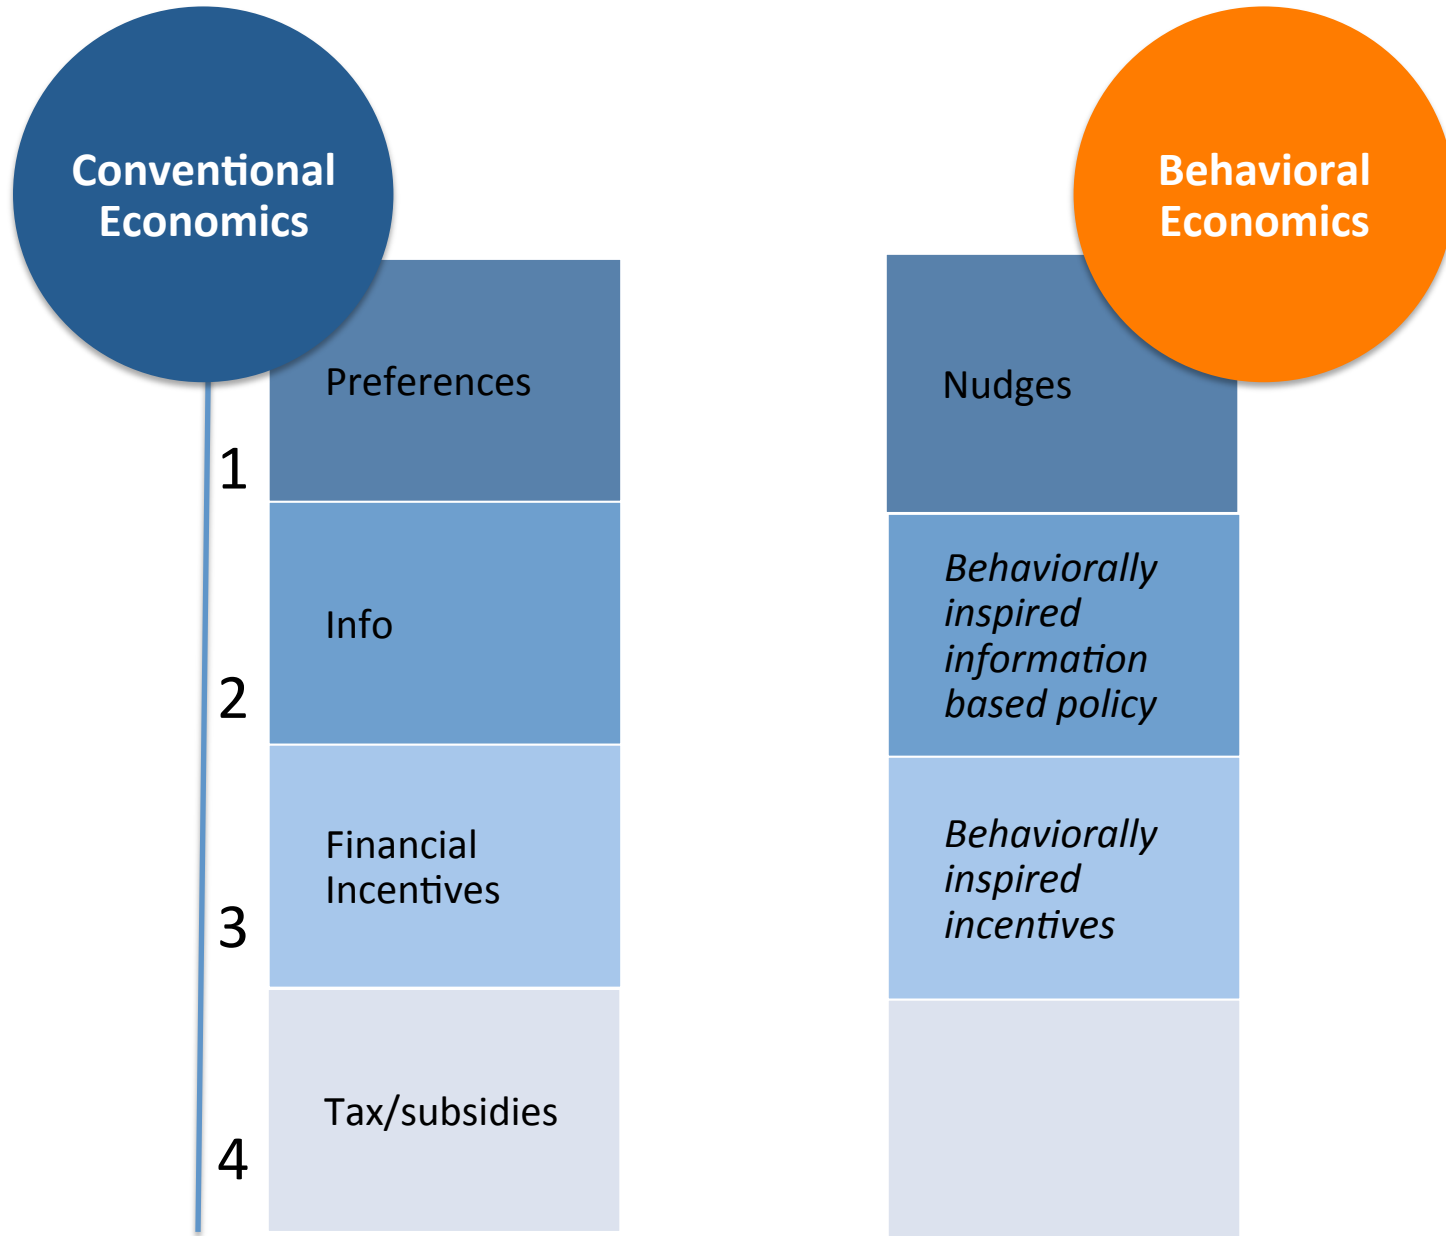 Conventional
Economics
Behavioral
Economics
Preferences
Nudges
1
Info
Behaviorally
inspired
information
based policy
2
Financial
Incentives
Behaviorally
inspired
incentives
3
Tax/subsidies
4